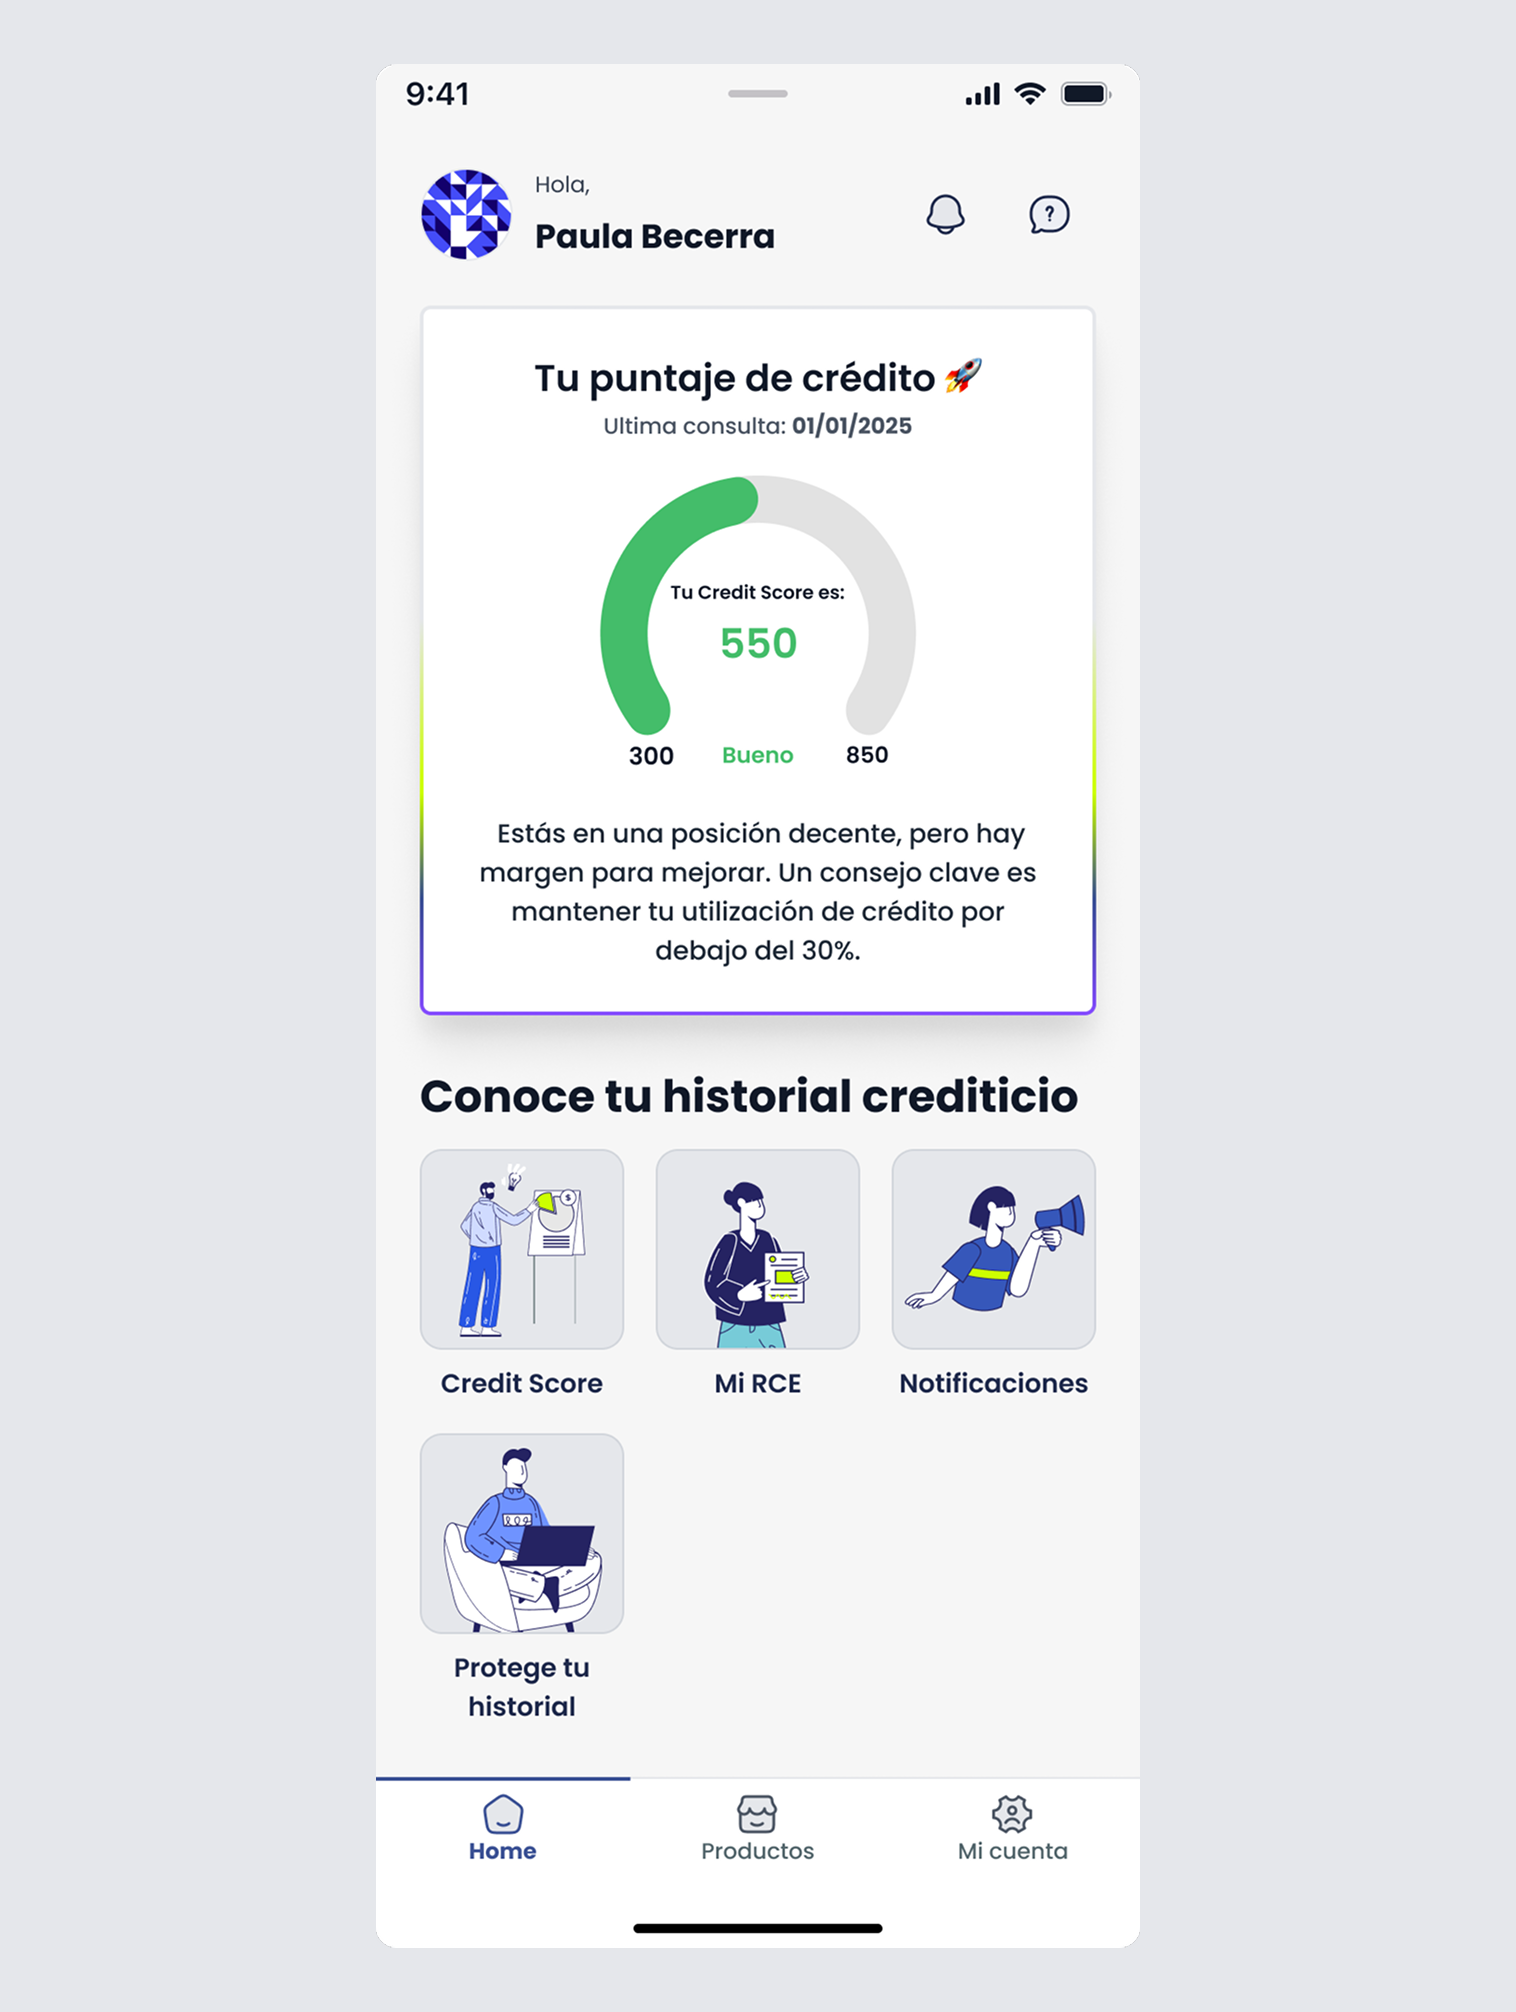 9:41
Hola,
Paula Becerra
?
Tu puntaje de crédito 🚀
Ultima consulta: 01/01/2025
Tu Credit Score es:
550
300
Bueno
850
Estás en una posición decente, pero hay
margen para mejorar. Un consejo clave es
mantener tu utilización de crédito por
debajo del 30%.
Conoce tu historial crediticio
$
Credit Score
Mi RCE
Notificaciones
Protege tu
historial
Home
Productos
Mi cuenta